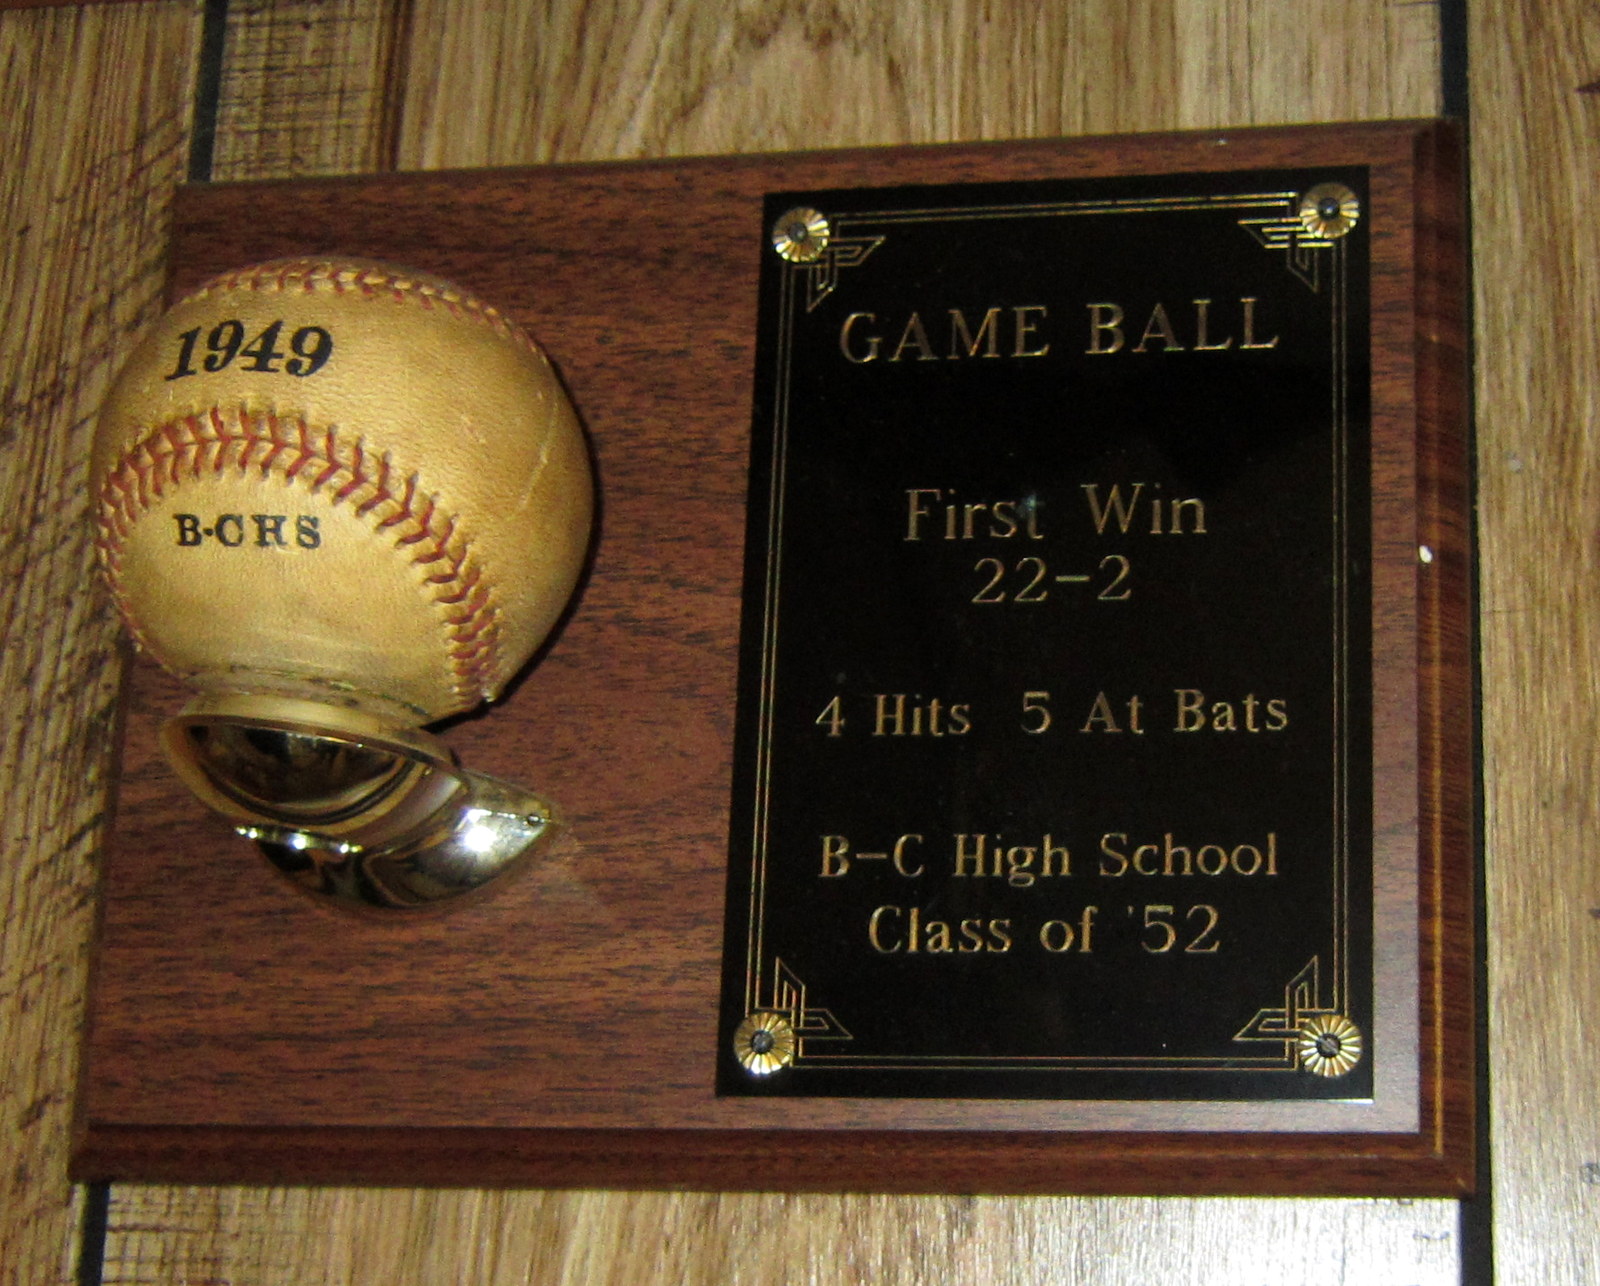 1949
B-CHS
GAME BALL
First Win
22-2
4 Hits 5 At Bats
B-C High School
Class of '52